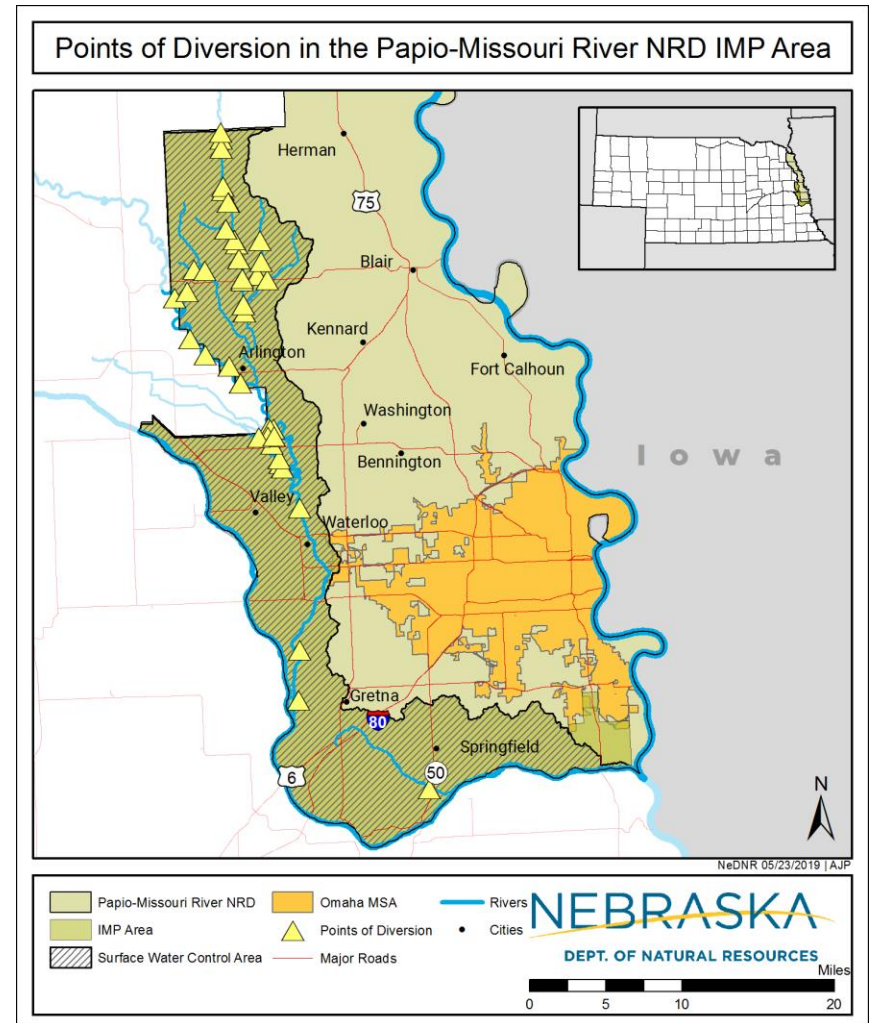 Points of Diversion in the Papio-Missouri River NRD IMP Area
Herman
75
Blair
Kennard
Arlington
Fort Calhoun
Washington
Bennington
Iowa
Valley
Waterloo
Gretna
80
Springfield
6
50
N
NeDNR 05/23/2019 | AJP
Papio-Missouri River NRD
Omaha MSA
Rivers
IMP Area
Points of Diversion
Cities
Surface Water Control Area
Major Roads
NEBRASKA
DEPT. OF NATURAL RESOURCES
Miles
0 5 10 20